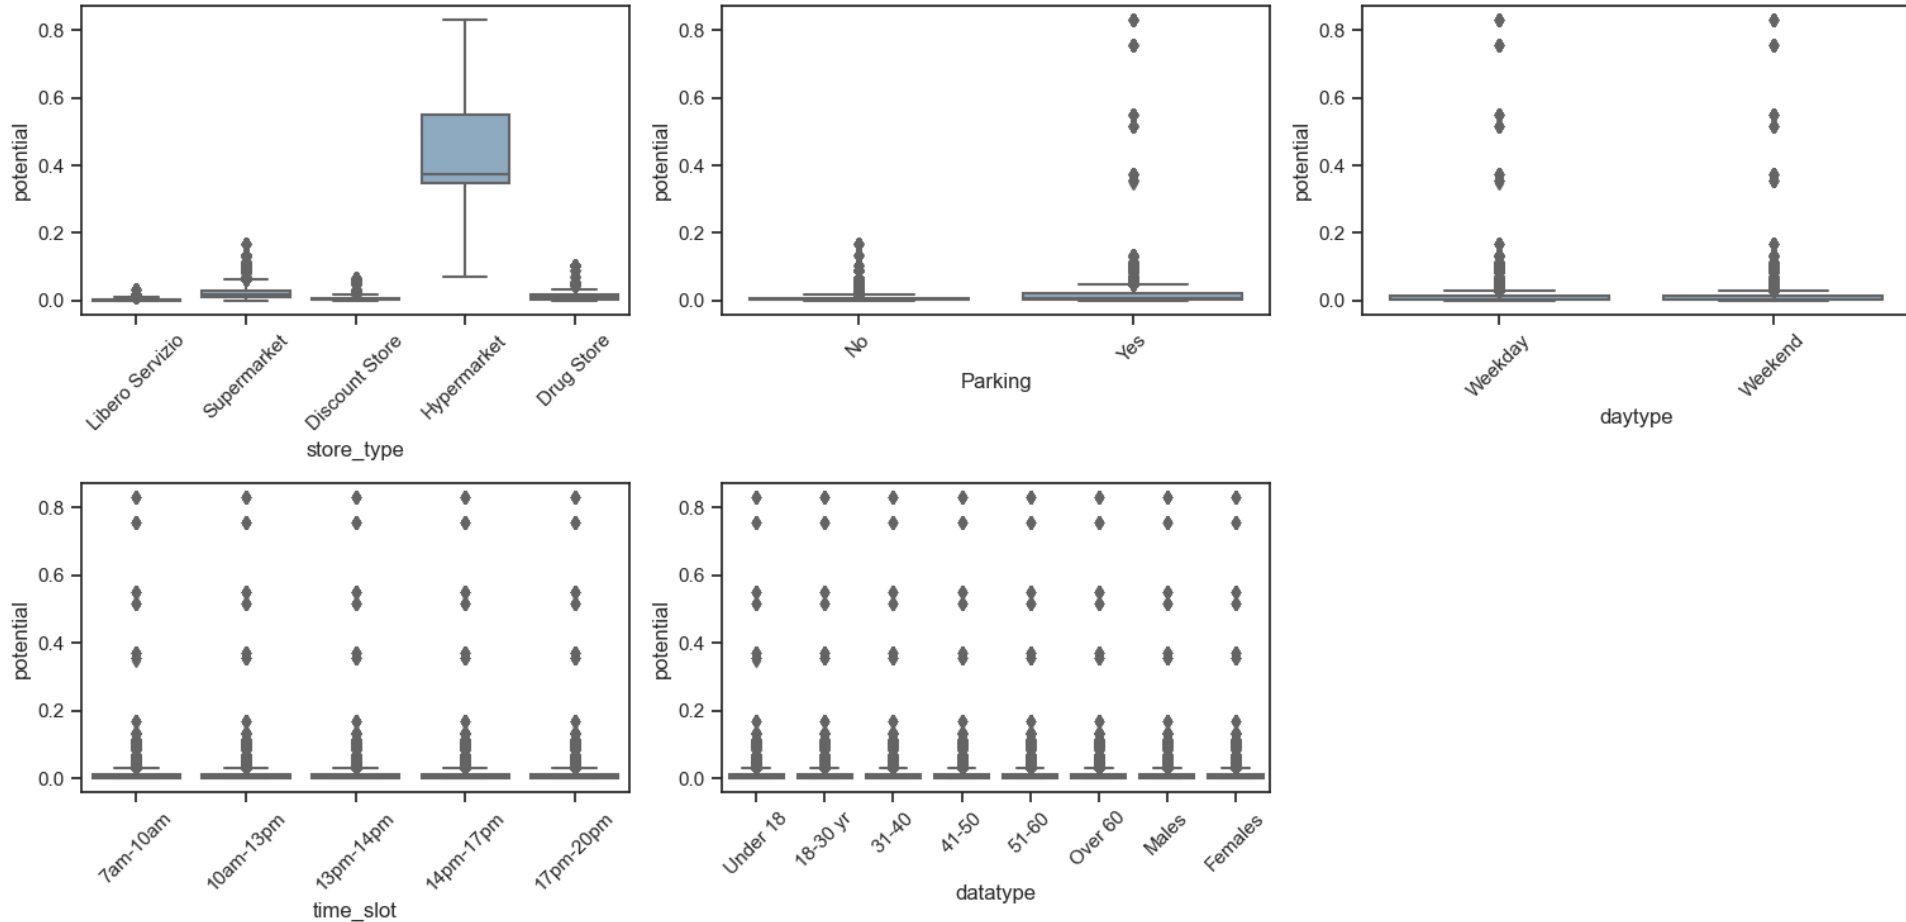 potential
0.8
0.6
0.4
0.2
0.0
Libero Servizio
Supermarket
Discount Store
Hypermarket
Drug Store
store_type
potential
0.8
0.6
0.4
0.2
0.0
No
Yes
Parking
potential
0.8
0.6
0.4
0.2
0.0
Weekday
Weekend
daytype
potential
0.8
0.6
0.4
0.2
0.0
7am-10am
10am-13pm
13pm-14pm
14pm-17pm
17pm-20pm
time_slot
potential
0.8
0.6
0.4
0.2
0.0
Under 18
18-30 yr
31-40
41-50
51-60
Over 60
Males
Females
datatype